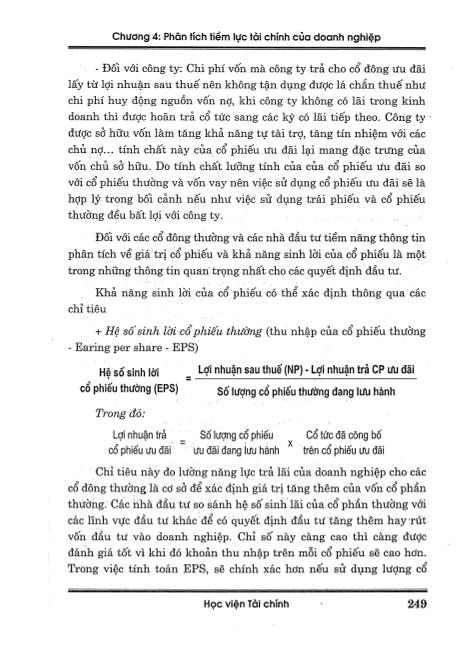 Chương 4: Phân tích tiềm lực tài chính của doanh nghiệp
- Đối với công ty: Chi phí vốn mà công ty trả cho cổ đông ưu đãi
lấy từ lợi nhuận sau thuế nên không tận dụng được lá chắn thuế như
chi phí huy động nguồn vốn nợ, khi công ty không có lãi trong kinh
doanh thì được hoãn trả cổ tức sang các kỳ có lãi tiếp theo. Công ty
được sở hữu vốn làm tăng khả năng tự tài trợ, tăng tín nhiệm với các
chủ nợ... tính chất này của cổ phiếu ưu đãi lại mang đặc trưng của
vốn chủ sở hữu. Do tính chất lưỡng tính của của cổ phiếu ưu đãi so
với cổ phiếu thường và vốn vay nên việc sử dụng cổ phiếu ưu đãi sẽ là
hợp lý trong bối cảnh nếu như việc sử dụng trái phiếu và cổ phiếu
thường đều bất lợi với công ty.
Đối với các cổ đông thường và các nhà đầu tư tiềm năng thông tin
phân tích về giá trị cổ phiếu và khả năng sinh lời của cổ phiếu là một
trong những thông tin quan trọng nhất cho các quyết định đầu tư.
Khả năng sinh lời của cổ phiếu có thể xác định thông qua các
chỉ tiêu
+ Hệ số sinh lời cổ phiếu thường (thu nhập của cổ phiếu thường
- Earing per share - EPS)
Hệ số sinh lời cổ phiếu thường (EPS) = Lợi nhuận sau thuế (NP) - Lợi nhuận trả CP ưu đãi
Số lượng cổ phiếu thường đang lưu hành
Trong đó:
Lợi nhuận trả = Số lượng cổ phiếu x Cổ tức đã công bố
cổ phiếu ưu đãi ưu đãi đang lưu hành trên cổ phiếu ưu đãi
Chỉ tiêu này đo lường năng lực trả lãi của doanh nghiệp cho các
cổ đông thường là cơ sở để xác định giá trị tăng thêm của vốn cổ phần
thường. Các nhà đầu tư so sánh hệ số sinh lãi của cổ phần thường với
các lĩnh vực đầu tư khác để có quyết định đầu tư tăng thêm hay rút
vốn đầu tư vào doanh nghiệp. Chỉ số này càng cao thì càng được
đánh giá tốt vì khi đó khoản thu nhập trên mỗi cổ phiếu sẽ cao hơn.
Trong việc tính toán EPS, sẽ chính xác hơn nếu sử dụng lượng cổ
Học viện Tài chính 249